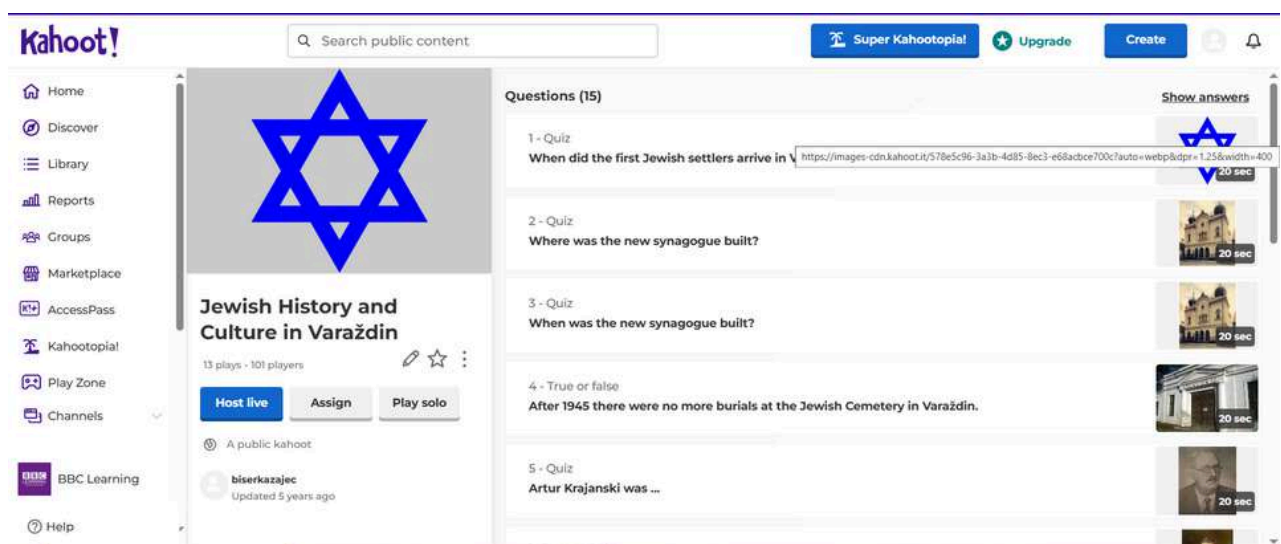 Kahoot!
Search public content
Super Kahootopia!
Upgrade
Create
Home
Discover
Library
Reports
Groups
Marketplace
K!+ AccessPass
Kahootopia!
Play Zone
Channels
BBC BBC Learning
Help
Jewish History and
Culture in Varaždin
13 plays · 101 players
Host live
Assign
Play solo
A public kahoot
biserkazajec
Updated 5 years ago
Questions (15)
Show answers
1 - Quiz
When did the first Jewish settlers arrive in V
https://images-cdn.kahoot.it/578e5c96-3a3b-4d85-8ec3-e68acbce700c?auto=webp&dpr=1.25&width=400
20 sec
2 - Quiz
Where was the new synagogue built?
20 sec
3 - Quiz
When was the new synagogue built?
20 sec
4 - True or false
After 1945 there were no more burials at the Jewish Cemetery in Varaždin.
20 sec
5 - Quiz
Artur Krajanski was ...
20 sec